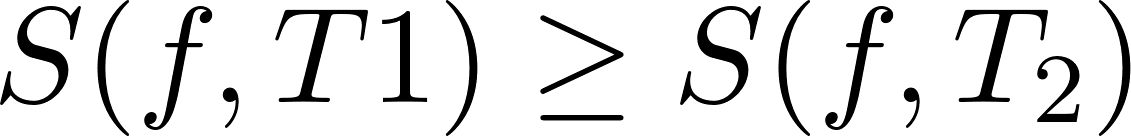 S(f, T1) ≥ S(f, T₂)